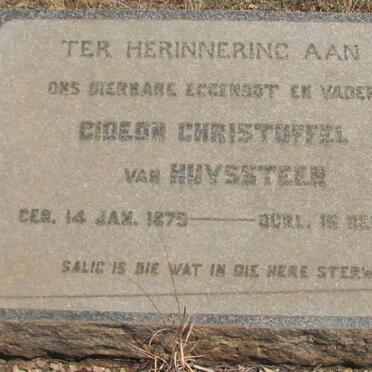 TER HERINNERING AAN
ONS DIERBARE EGGENOOT EN VADER
GIDEON CHRISTOFFEL
VAN HUYSSTEEN
GEB. 14 JAN. 1879 — OORL. 16
SALIG IS DIE WAT IN DIE HERE